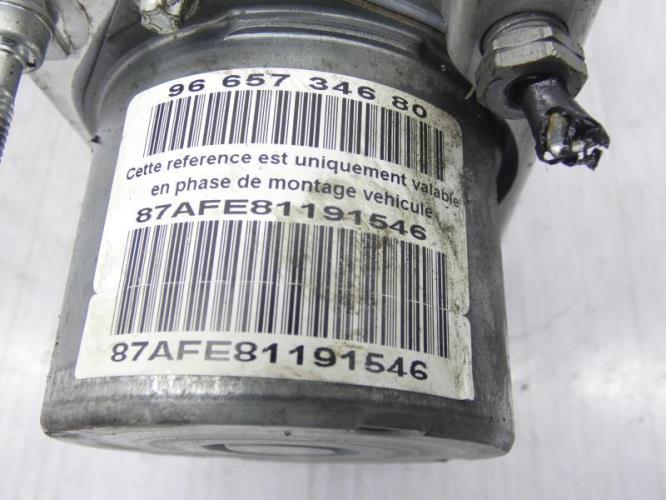 96 657 346 80
Cette reference est uniquement valable
en phase de montage vehicule
87AFE81191546
87AFE81191546